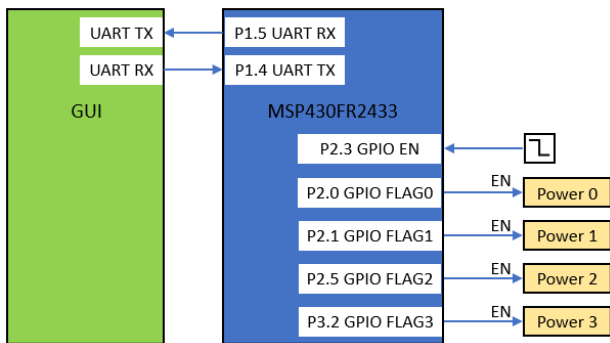 UART TX
P1.5 UART RX
UART RX
P1.4 UART TX
GUI
MSP430FR2433
P2.3 GPIO EN
P2.0 GPIO FLAG0
EN
Power 0
P2.1 GPIO FLAG1
EN
Power 1
P2.5 GPIO FLAG2
EN
Power 2
P3.2 GPIO FLAG3
EN
Power 3